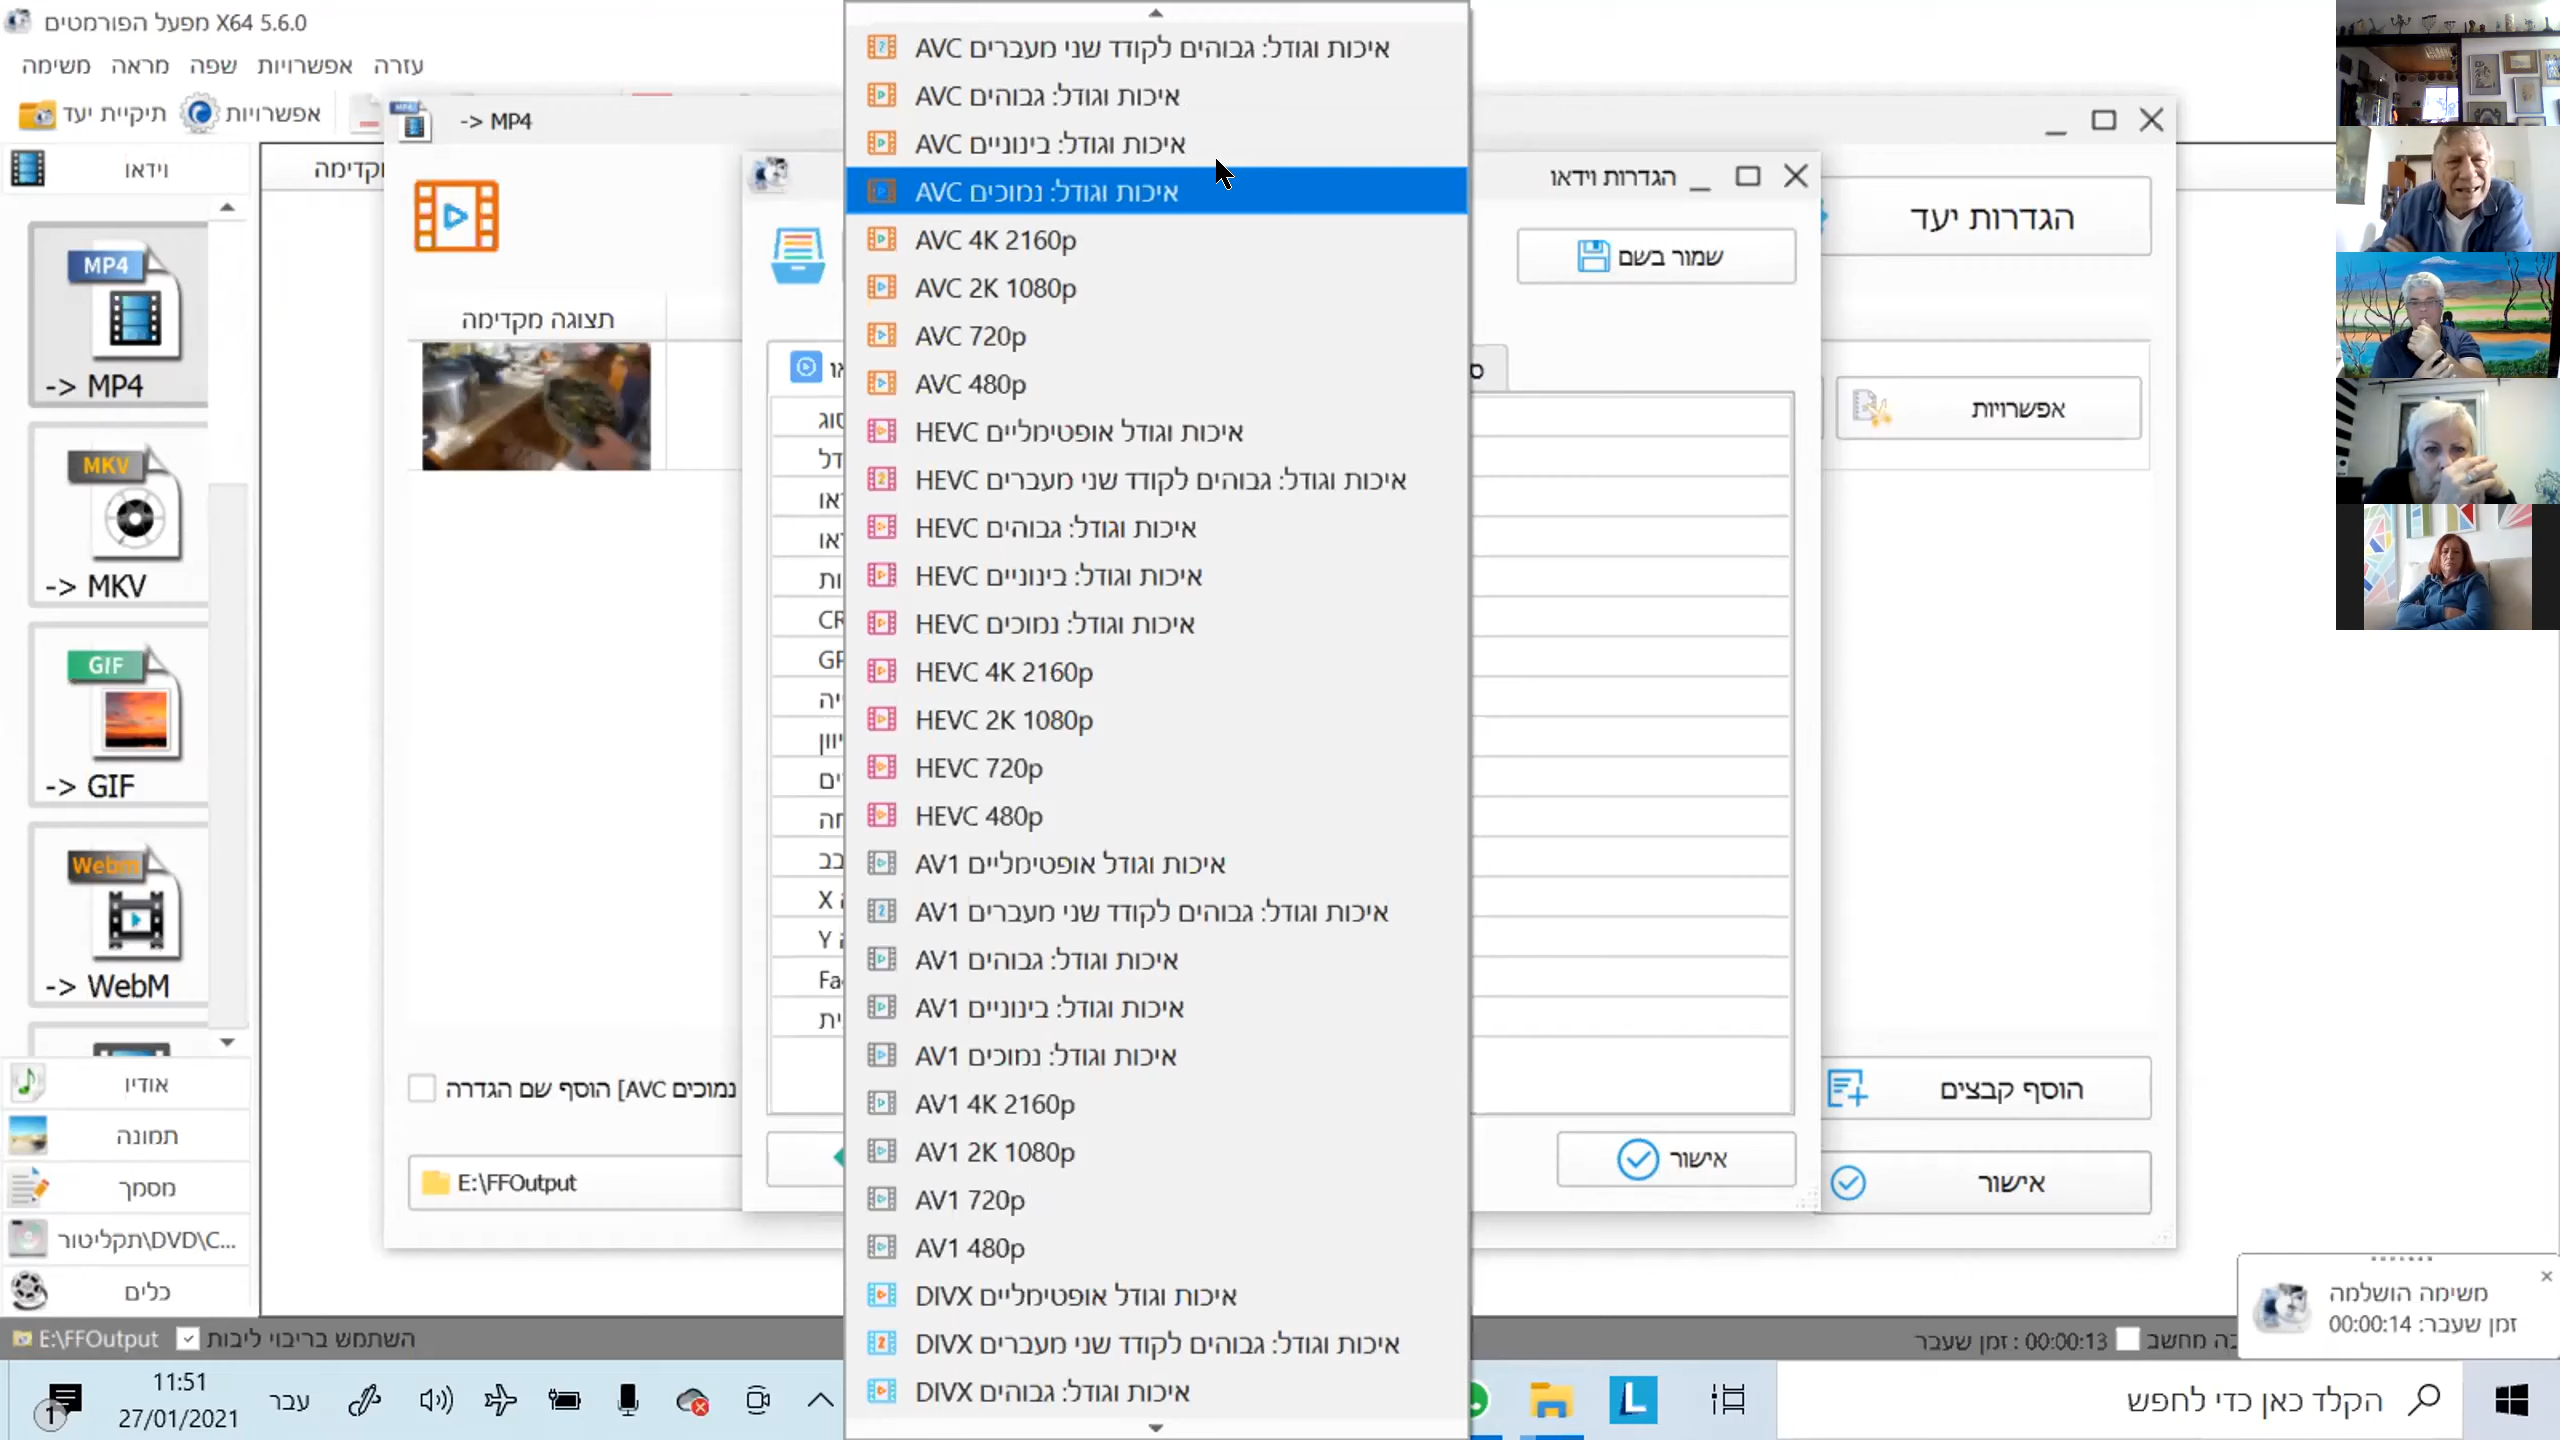 מפעל הפורמטים X64 5.6.0
משימה מראה שפה אפשרויות עזרה
תיקיית יעד
אפשרויות
וידאו
-> MP4
MP4
-> MP4
MKV
-> MKV
GIF
-> GIF
Webm
-> WebM
אודיו
תמונה
מסמך
תקליטור\DVD\C...
כלים
תצוגה מקדימה
הגדרות יעד
אפשרויות
הוסף קבצים
אישור
הוסף שם הגדרה [AVC נמוכים
E:\FFOutput
הגדרות וידאו
שמור בשם
אישור
AVC איכות וגודל: גבוהים לקודד שני מעברים
AVC איכות וגודל: גבוהים
AVC איכות וגודל: בינוניים
AVC איכות וגודל: נמוכים
AVC 4K 2160p
AVC 2K 1080p
AVC 720p
AVC 480p
HEVC איכות וגודל אופטימליים
HEVC איכות וגודל: גבוהים לקודד שני מעברים
HEVC איכות וגודל: גבוהים
HEVC איכות וגודל: בינוניים
HEVC איכות וגודל: נמוכים
HEVC 4K 2160p
HEVC 2K 1080p
HEVC 720p
HEVC 480p
AV1 איכות וגודל אופטימליים
AV1 איכות וגודל: גבוהים לקודד שני מעברים
AV1 איכות וגודל: גבוהים
AV1 איכות וגודל: בינוניים
AV1 איכות וגודל: נמוכים
AV1 4K 2160p
AV1 2K 1080p
AV1 720p
AV1 480p
DIVX איכות וגודל אופטימליים
DIVX איכות וגודל: גבוהים לקודד שני מעברים
DIVX איכות וגודל: גבוהים
משימה הושלמה
זמן שעבר: 00:00:14
E:\FFOutput
השתמש בריבוי ליבות
זמן שעבר : 00:00:13
מחשב
11:51
27/01/2021
עבר
הקלד כאן כדי לחפש